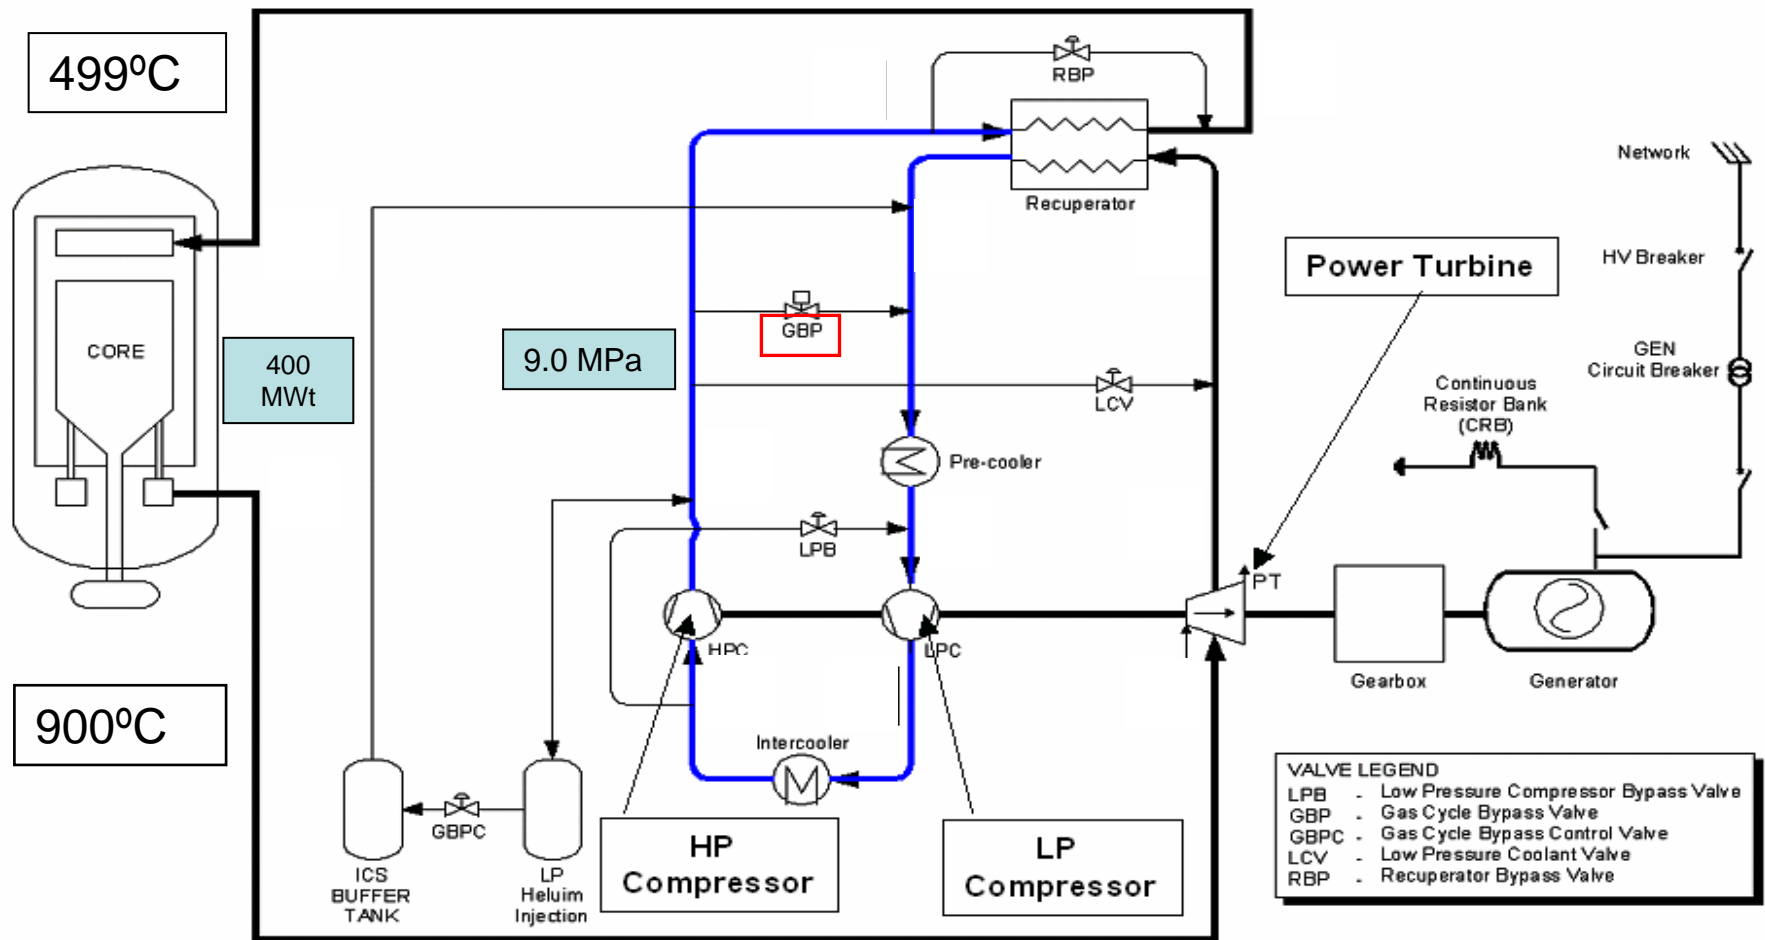 499ºC
RBP
Recuperator
Network
HV Breaker
Power Turbine
GBP
9.0 MPa
CORE
400
MWt
LCV
GEN
Circuit Breaker
Continuous
Resistor Bank
(CRB)
Pre-cooler
LPB
PT
HPC
LPC
Gearbox
Generator
900ºC
Intercooler
GBPC
ICS
BUFFER
TANK
LP
Heluim
Injection
HP
Compressor
LP
Compressor
VALVE LEGEND
LPB - Low Pressure Compressor Bypass Valve
GBP - Gas Cycle Bypass Valve
GBPC - Gas Cycle Bypass Control Valve
LCV - Low Pressure Coolant Valve
RBP - Recuperator Bypass Valve